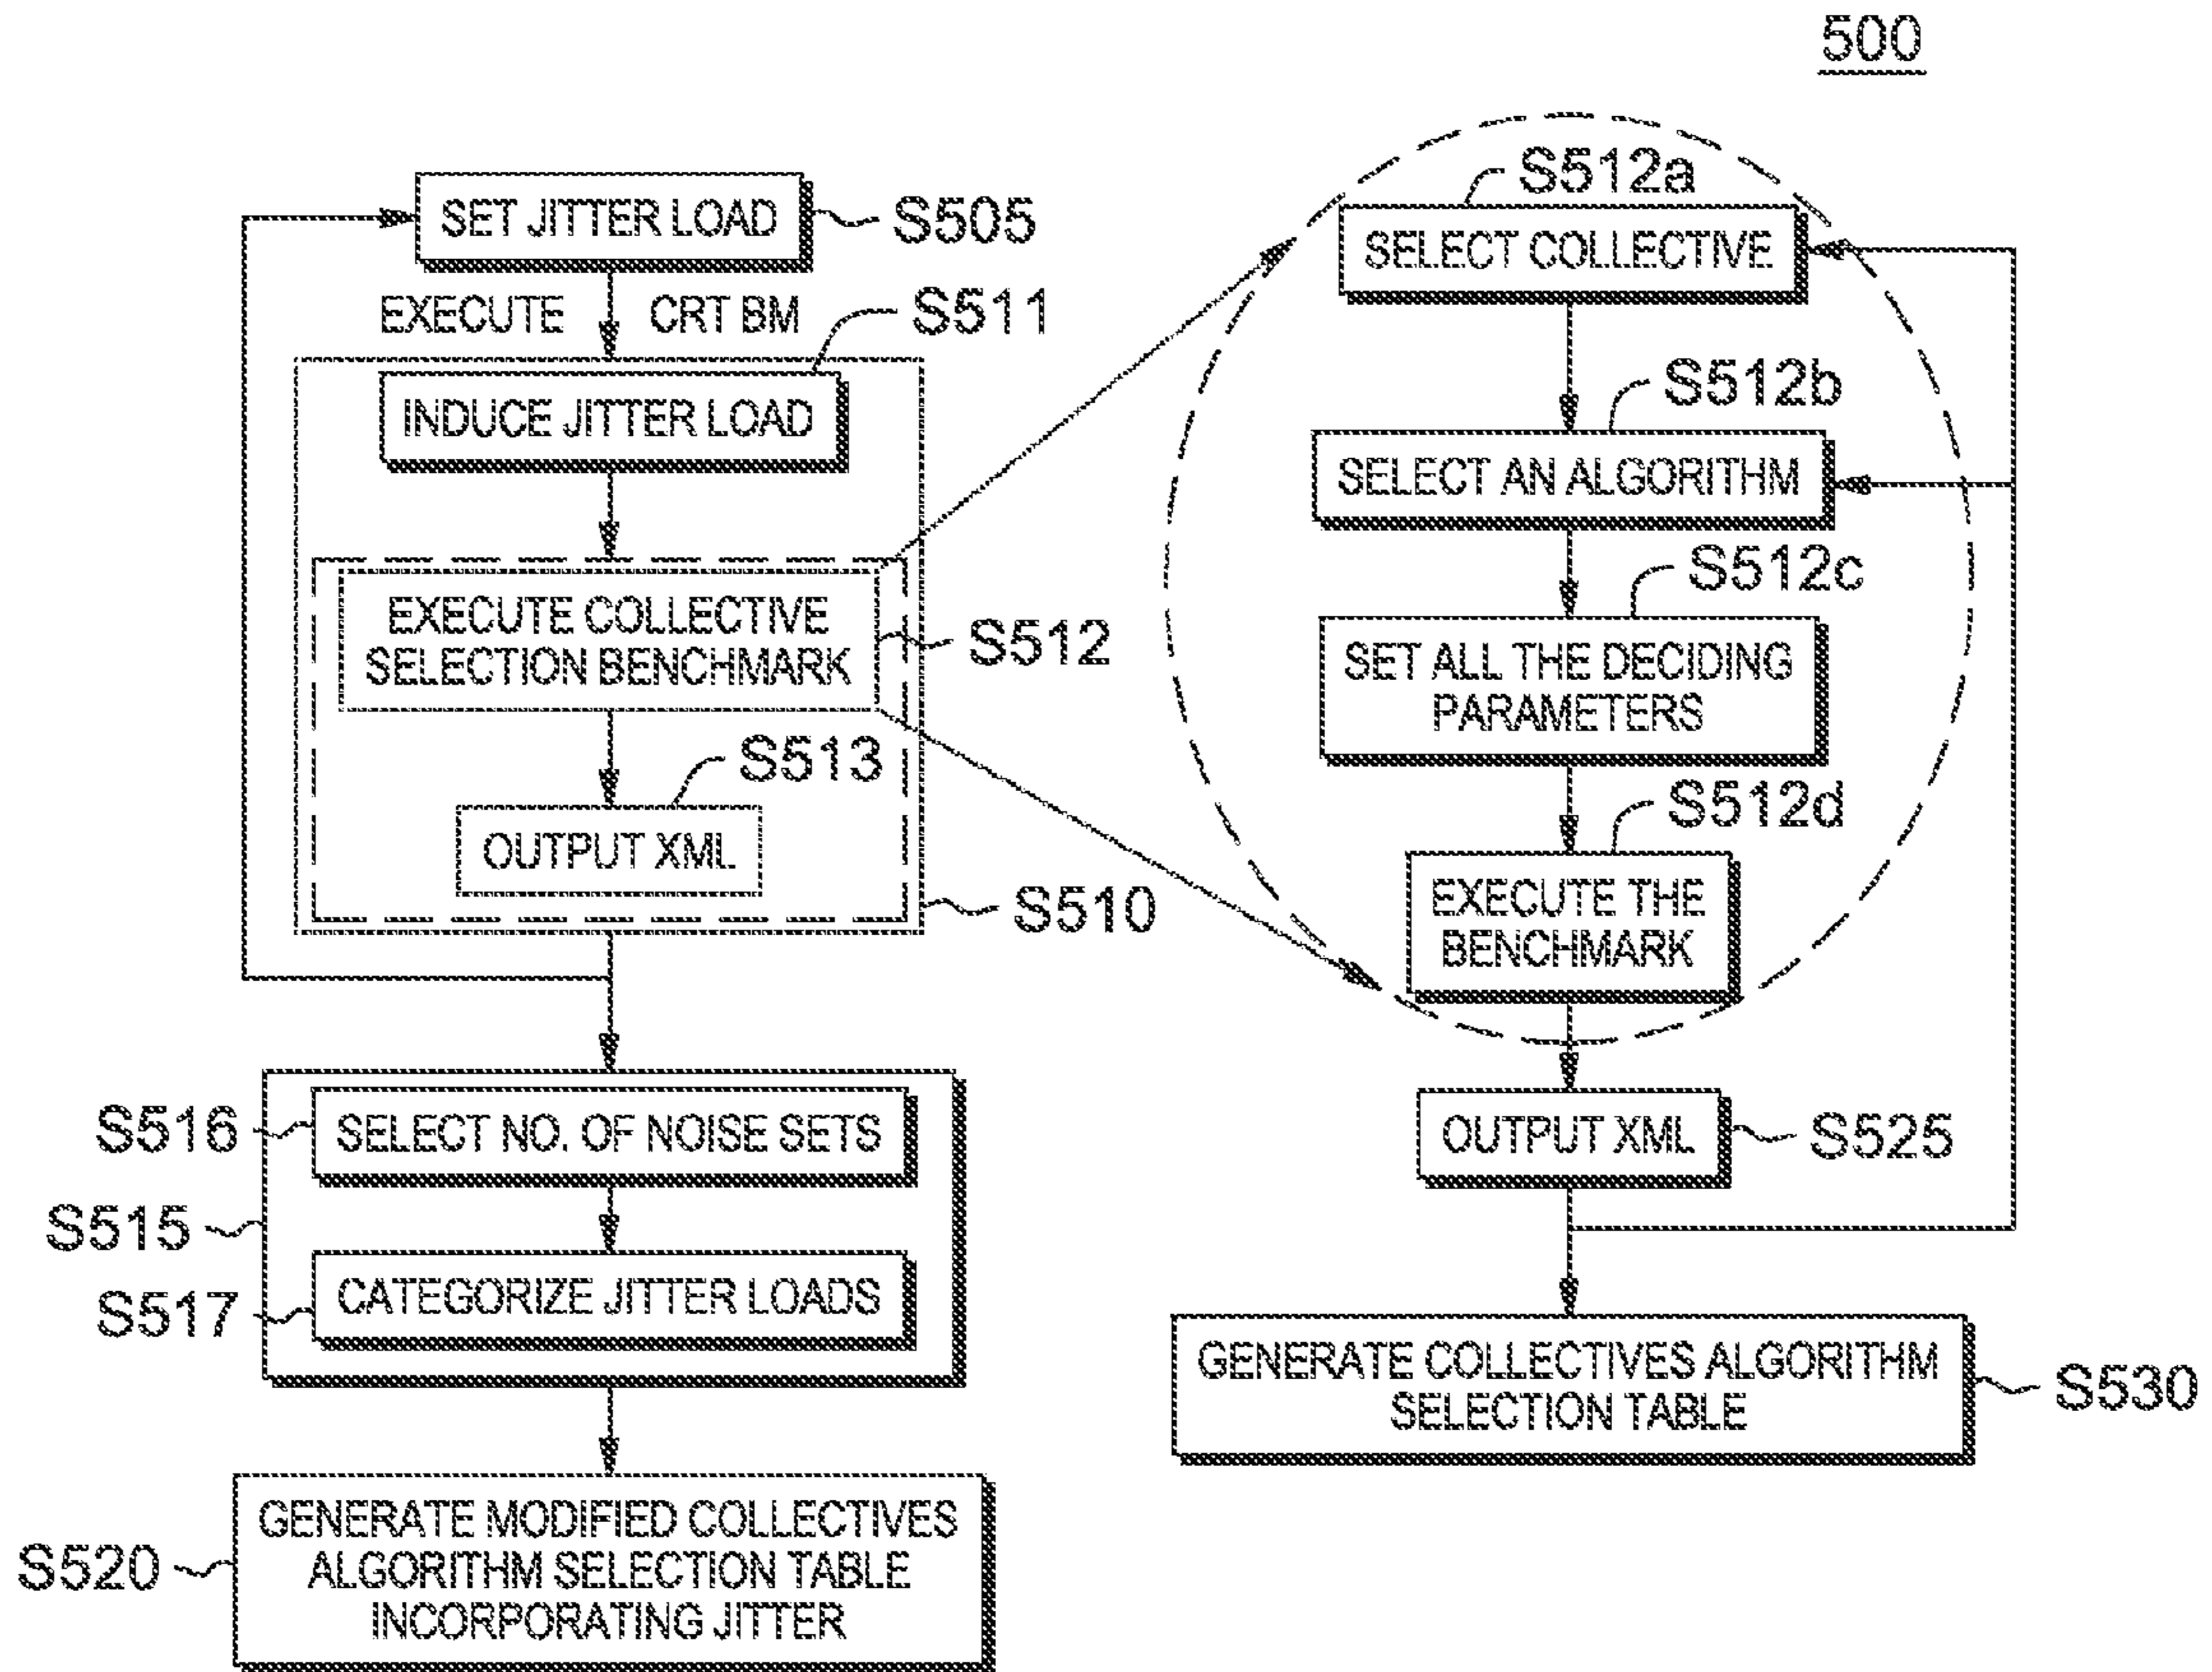 500
SET JITTER LOAD
S505
EXECUTE
CRT BM
S511
INDUCE JITTER LOAD
EXECUTE COLLECTIVE
SELECTION BENCHMARK
S512
S513
OUTPUT XML
S510
S516
SELECT NO. OF NOISE SETS
S515
S517
CATEGORIZE JITTER LOADS
S520
GENERATE MODIFIED COLLECTIVES
ALGORITHM SELECTION TABLE
INCORPORATING JITTER
S512a
SELECT COLLECTIVE
S512b
SELECT AN ALGORITHM
S512c
SET ALL THE DECIDING
PARAMETERS
S512d
EXECUTE THE
BENCHMARK
OUTPUT XML
S525
GENERATE COLLECTIVES ALGORITHM
SELECTION TABLE
S530